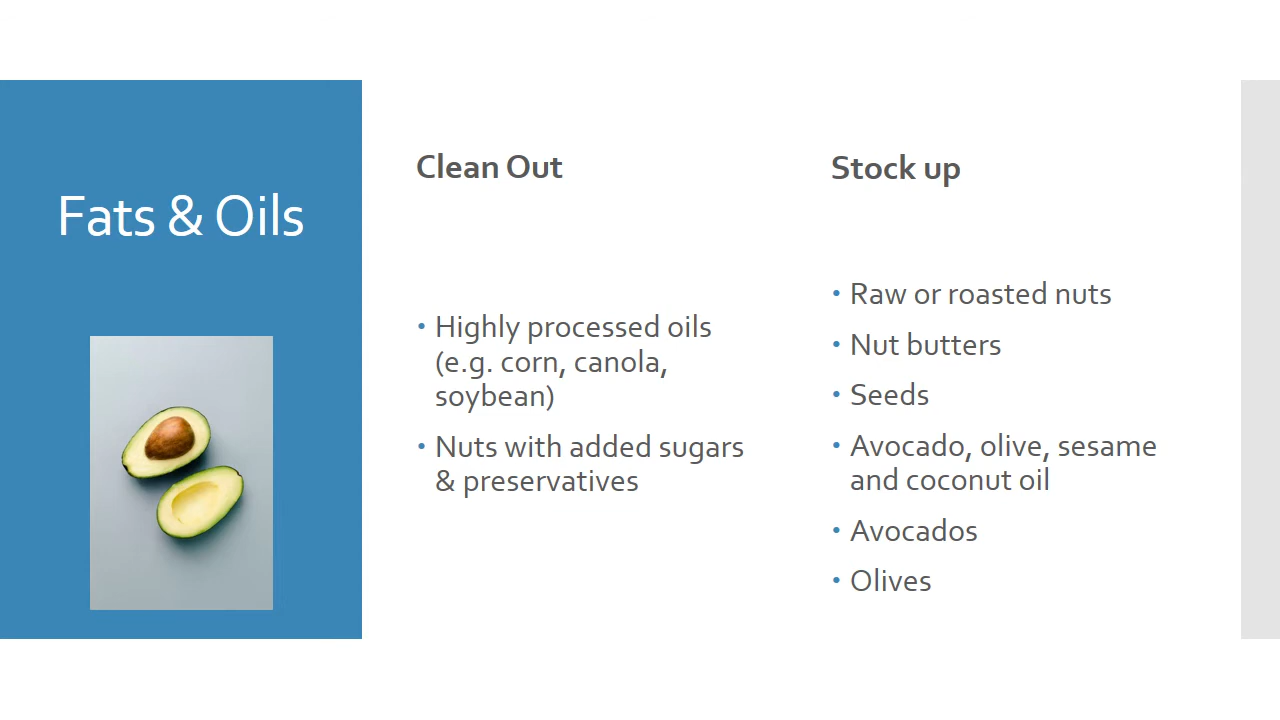 Fats & Oils
Clean Out
• Highly processed oils
(e.g. corn, canola,
soybean)
• Nuts with added sugars
& preservatives
Stock up
• Raw or roasted nuts
• Nut butters
• Seeds
• Avocado, olive, sesame
and coconut oil
• Avocados
• Olives